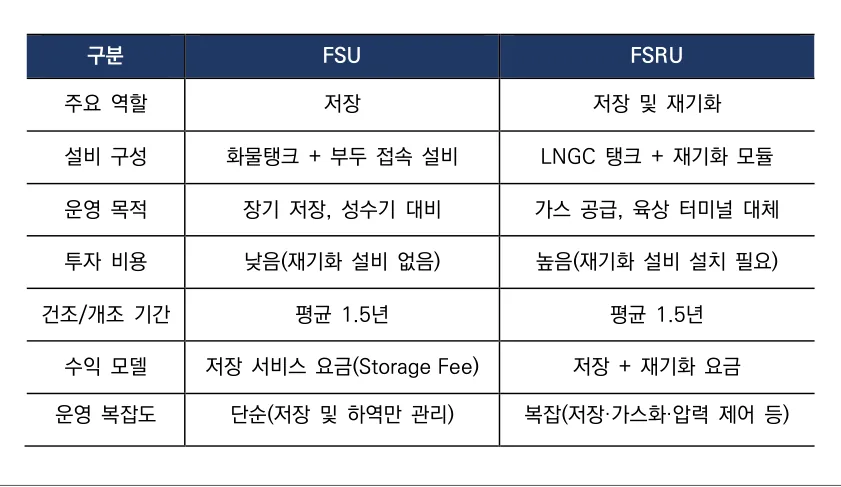 구분 FSU FSRU
주요 역할 저장 저장 및 재기화
설비 구성 화물탱크 + 부두 접속 설비 LNGC 탱크 + 재기화 모듈
운영 목적 장기 저장, 성수기 대비 가스 공급, 육상 터미널 대체
투자 비용 낮음(재기화 설비 없음) 높음(재기화 설비 설치 필요)
건조/개조 기간 평균 1.5년 평균 1.5년
수익 모델 저장 서비스 요금(Storage Fee) 저장 + 재기화 요금
운영 복잡도 단순(저장 및 하역만 관리) 복잡(저장·가스화·압력 제어 등)